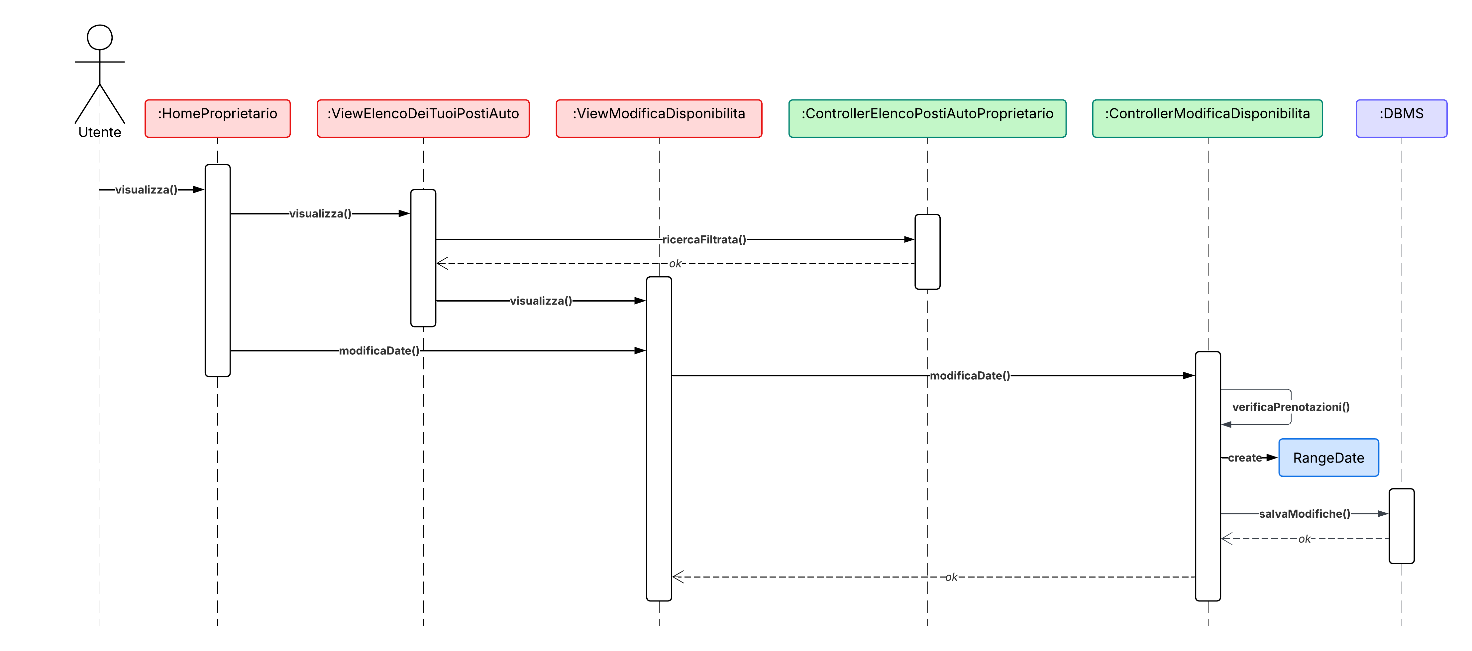 Utente
:HomeProprietario
:ViewElencoDeiTuoiPostiAuto
:ViewModificaDisponibilita
:ControllerElencoPostiAutoProprietario
:ControllerModificaDisponibilita
:DBMS
visualizza()
visualizza()
ricercaFiltrata()
ok
visualizza()
modificaDate()
modificaDate()
verificaPrenotazioni()
create
RangeDate
salvaModifiche()
ok
ok